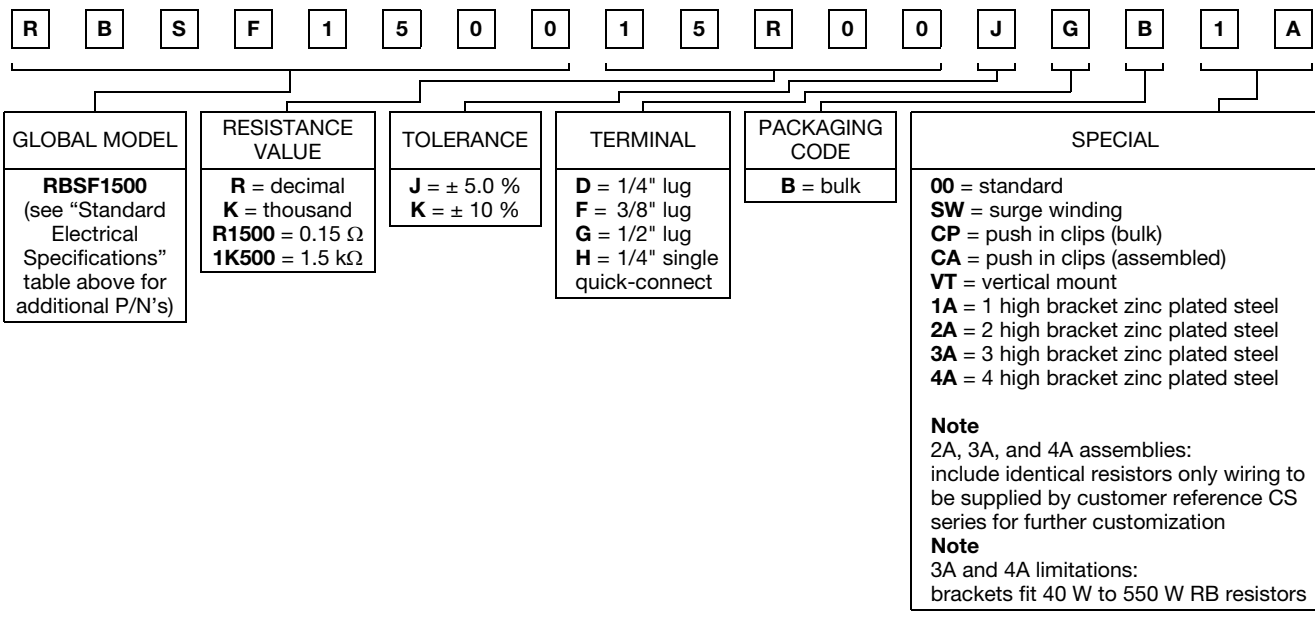 R B S F 1 5 0 0 1 5 R 0 0 J G B 1 A
GLOBAL MODEL
RBSF1500
(see “Standard
Electrical
Specifications”
table above for
additional P/N's)
RESISTANCE
VALUE
R = decimal
K = thousand
R1500 = 0.15 Ω
1K500 = 1.5 kΩ
TOLERANCE
J = ± 5.0 %
K = ± 10 %
TERMINAL
D = 1/4" lug
F = 3/8" lug
G = 1/2" lug
H = 1/4" single
quick-connect
PACKAGING
CODE
B = bulk
SPECIAL
00 = standard
SW = surge winding
CP = push in clips (bulk)
CA = push in clips (assembled)
VT = vertical mount
1A = 1 high bracket zinc plated steel
2A = 2 high bracket zinc plated steel
3A = 3 high bracket zinc plated steel
4A = 4 high bracket zinc plated steel
Note
2A, 3A, and 4A assemblies:
include identical resistors only wiring to
be supplied by customer reference CS
series for further customization
Note
3A and 4A limitations:
brackets fit 40 W to 550 W RB resistors